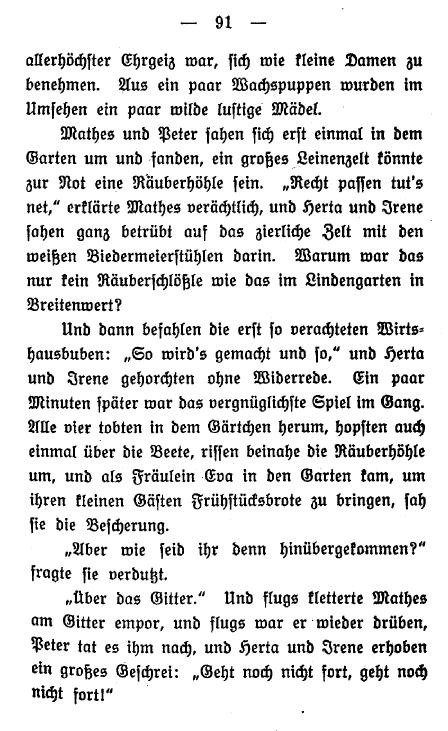 — 91 —
allerhöchster Ehrgeiz war, sich wie kleine Damen zu
benehmen. Aus ein paar Wachspuppen wurden im
Umsehen ein paar wilde lustige Mädel.
Mathes und Peter sahen sich erst einmal in dem
Garten um und fanden, ein großes Leinenzelt könnte
zur Not eine Räuberhöhle sein. „Recht passen tut's
net,“ erklärte Mathes verächtlich, und Herta und Irene
sahen ganz betrübt auf das zierliche Zelt mit den
weißen Biedermeierstühlen darin. Warum war das
nur kein Räuberschlößle wie das im Lindengarten in
Breitenwert?
Und dann befahlen die erst so verachteten Wirts-
hausbuben: „So wird's gemacht und so,“ und Herta
und Irene gehorchten ohne Widerrede. Ein paar
Minuten später war das vergnüglichste Spiel im Gang.
Alle vier tobten in dem Gärtchen herum, hopsten auch
einmal über die Beete, rissen beinahe die Räuberhöhle
um, und als Fräulein Eva in den Garten kam, um
ihren kleinen Gästen Frühstücksbrote zu bringen, sah
sie die Bescherung.
„Aber wie seid ihr denn hinübergekommen?“
fragte sie verdutzt.
„Über das Gitter.“ Und flugs kletterte Mathes
am Gitter empor, und flugs war er wieder drüben,
Peter tat es ihm nach, und Herta und Irene erhoben
ein großes Geschrei: „Geht noch nicht fort, geht noch
nicht fort!“